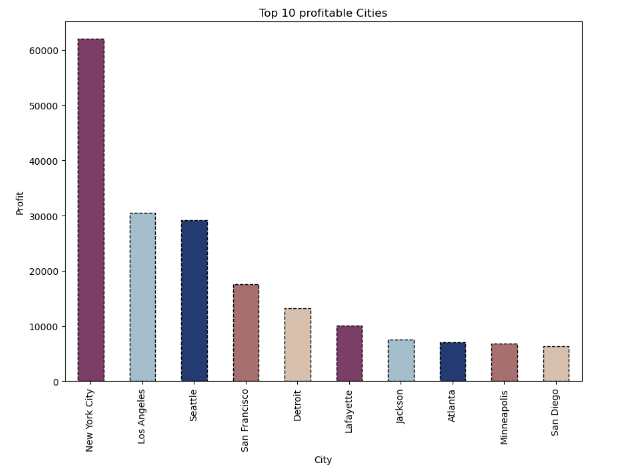 Top 10 profitable Cities
Profit
60000
50000
40000
30000
20000
10000
0
New York City
Los Angeles
Seattle
San Francisco
Detroit
Lafayette
Jackson
Atlanta
Minneapolis
San Diego
City